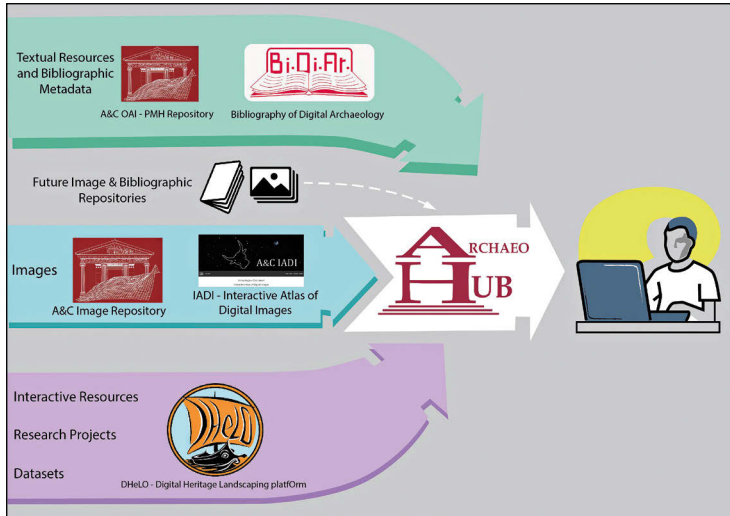 Textual Resources
and Bibliographic
Metadata
A&C OAI - PMH Repository
Bi.Di.Ar.
Bibliography of Digital Archaeology
Future Image & Bibliographic
Repositories
Images
A&C Image Repository
A&C IADI
IADI - Interactive Atlas of
Digital Images
ARCHAEO
HUB
Interactive Resources
Research Projects
Datasets
DHeLO
DHeLO - Digital Heritage Landscaping platfOrm